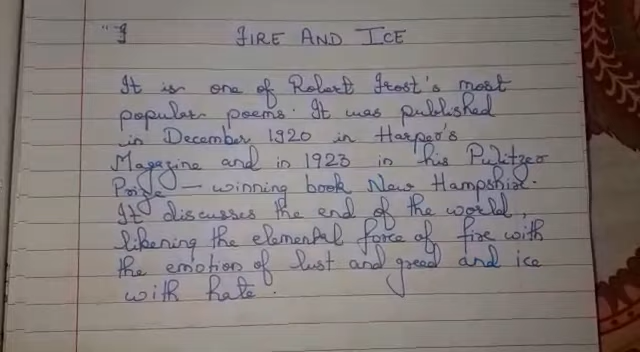 FIRE AND ICE
It is one of Robert Frost's most
popular poems. It was published
in December 1920 in Harper's
Magazine and in 1923 in his Pulitzer
Prize - winning book New Hampshire.
It discusses the end of the world,
likening the elemental force of fire with
the emotion of lust and greed and ice
with hate.